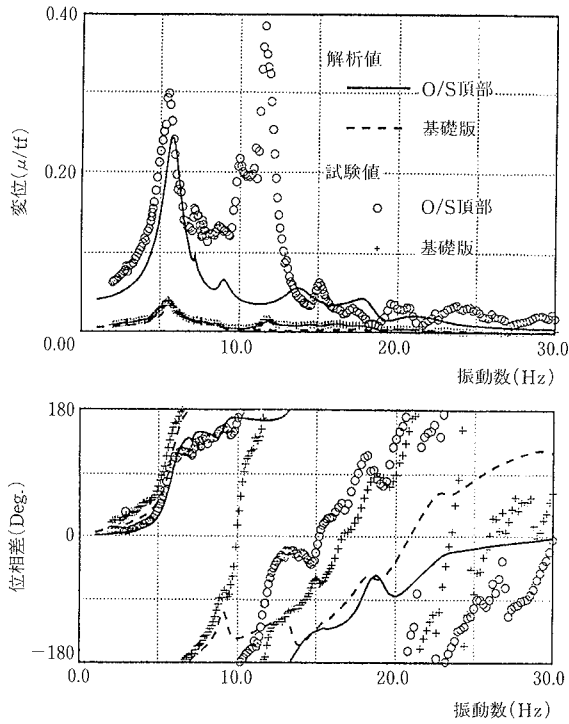 0.40
0.20
0.00
変位(μ/tf)
解析値
O/S頂部
基礎版
試験値
O/S頂部
基礎版
10.0
20.0
30.0
振動数(Hz)
180
0
-180
位相差(Deg.)
0.0
10.0
20.0
30.0
振動数(Hz)